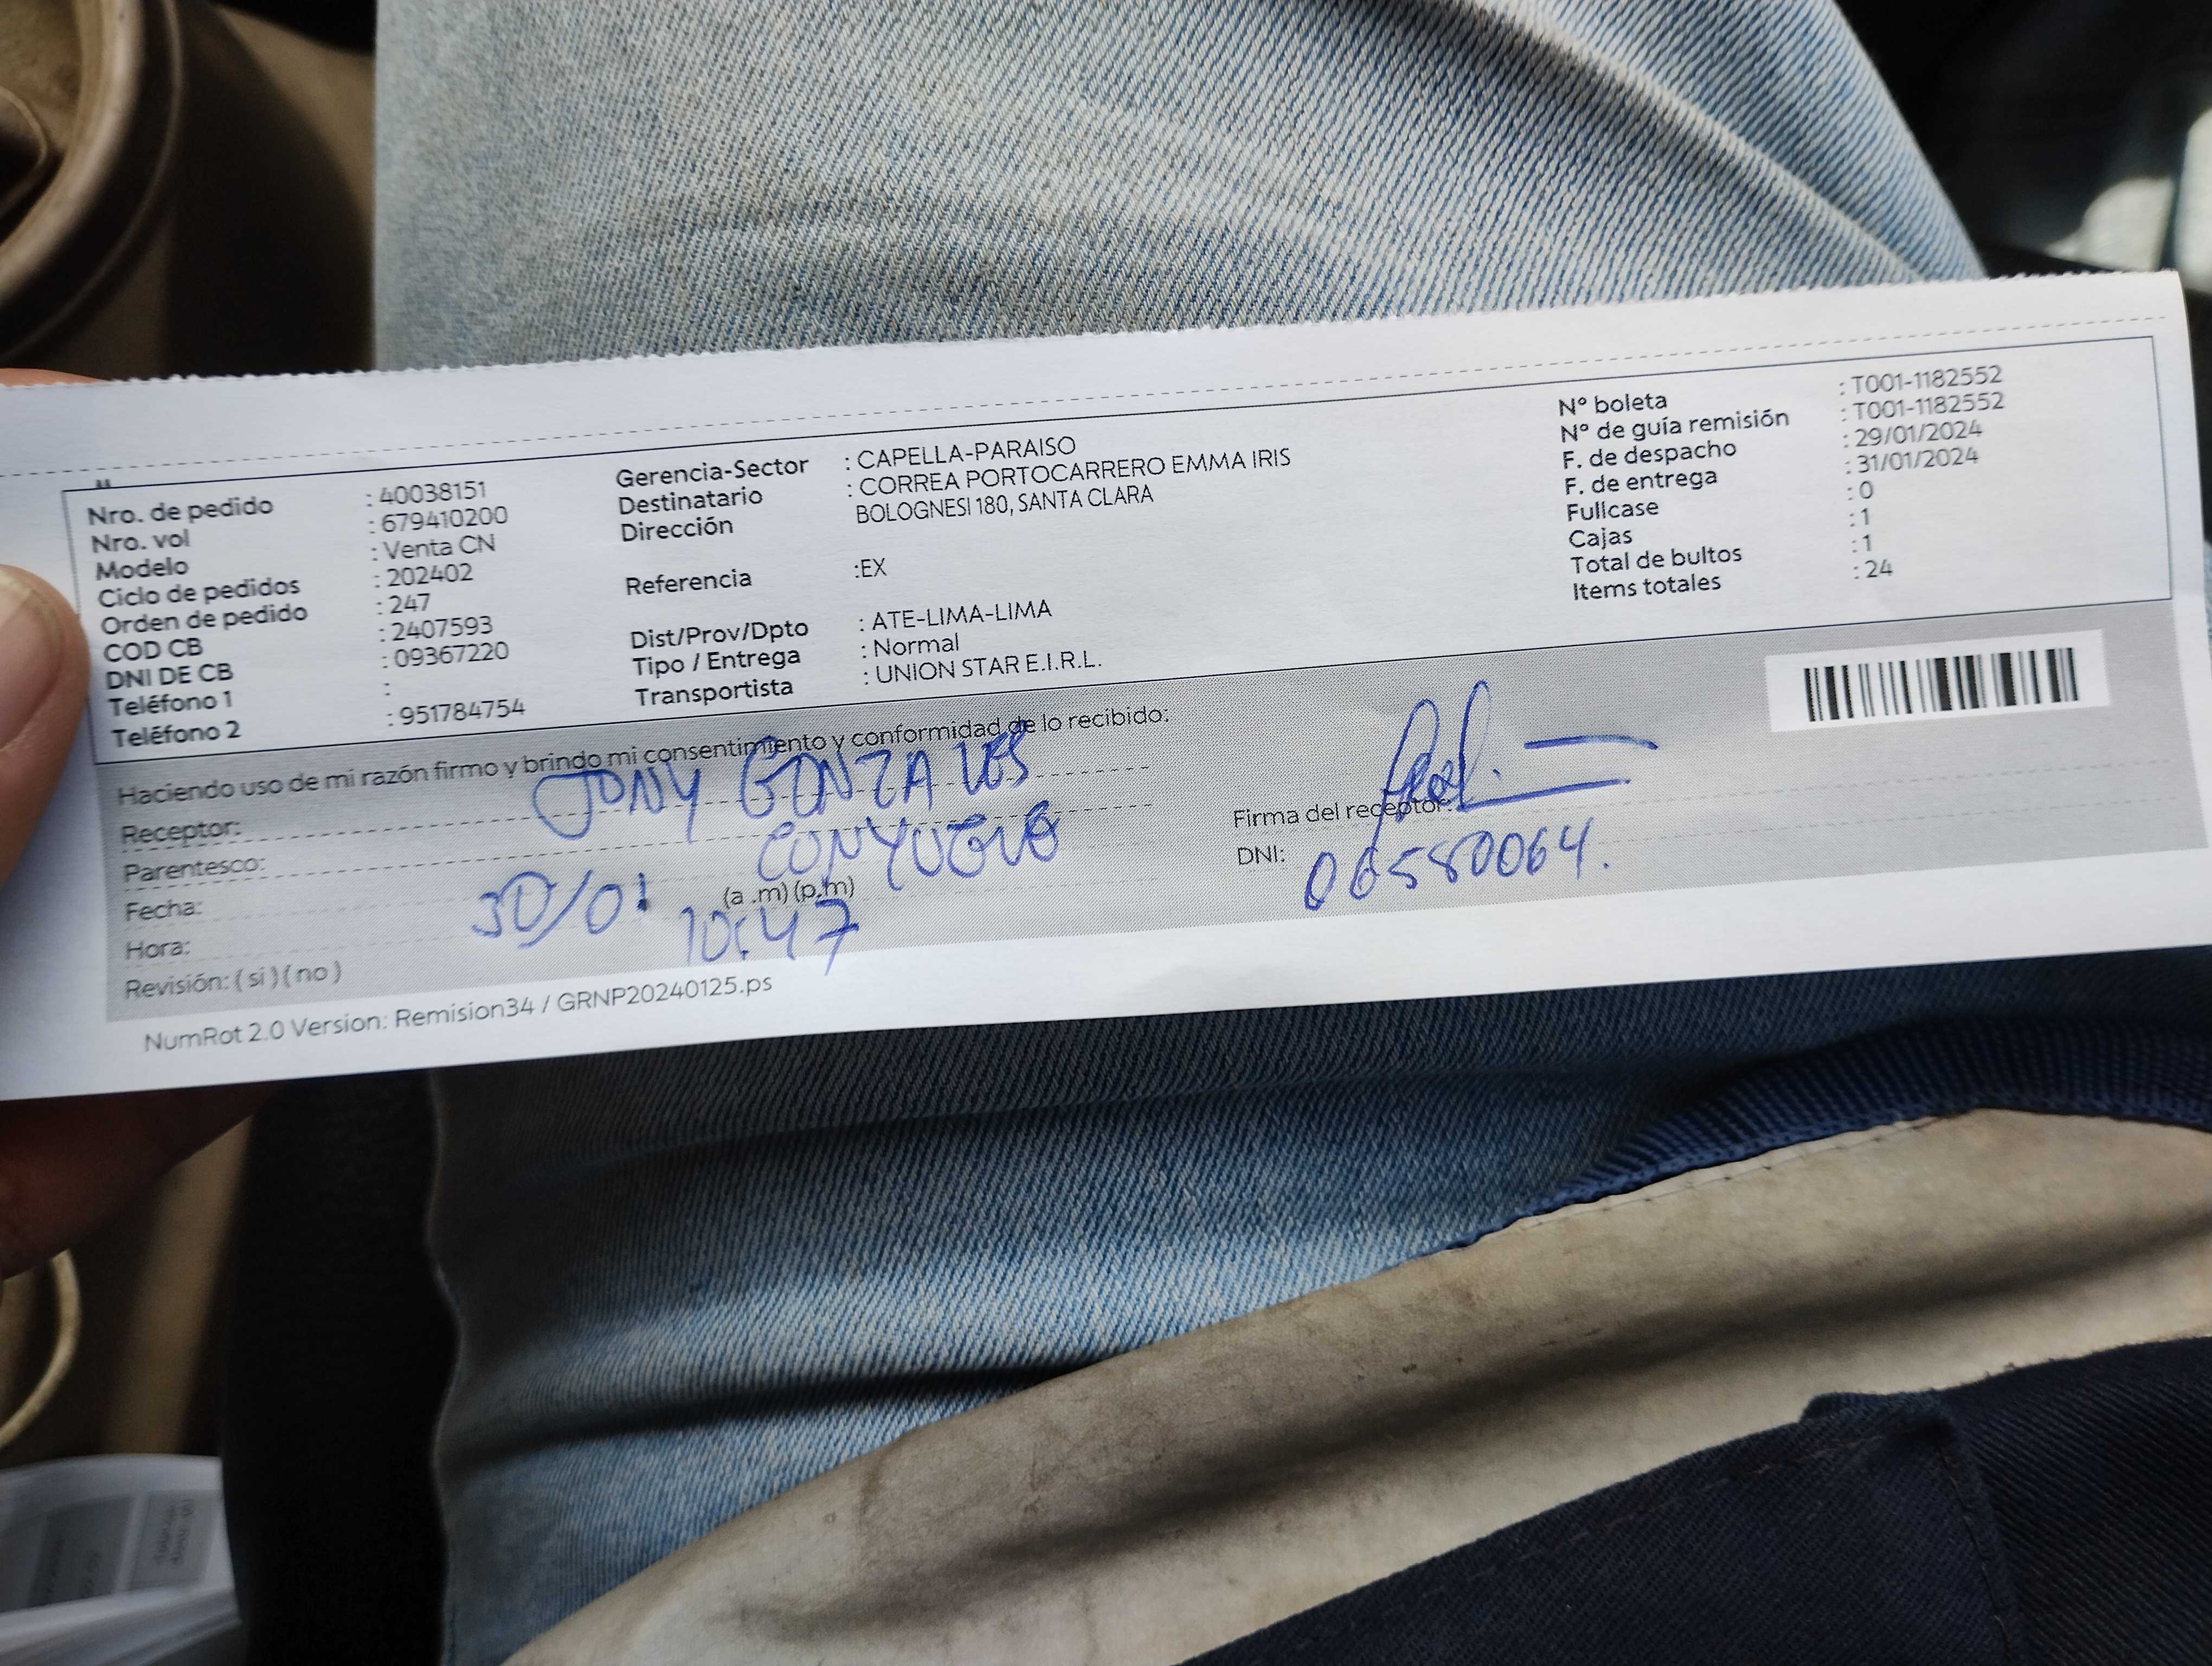 Nro. de pedido : 40038151
Nro. vol : 679410200
Modelo : Venta CN
Ciclo de pedidos : 202402
Orden de pedido : 247
COD CB : 2407593
DNI DE CB : 09367220
Teléfono 1 :
Teléfono 2 : 951784754
Gerencia-Sector : CAPELLA-PARAISO
Destinatario : CORREA PORTOCARRERO EMMA IRIS
Dirección BOLOGNESI 180, SANTA CLARA
Referencia :EX
Dist/Prov/Dpto : ATE-LIMA-LIMA
Tipo / Entrega : Normal
Transportista : UNION STAR E.I.R.L.
N° boleta : T001-1182552
N° de guía remisión : T001-1182552
F. de despacho : 29/01/2024
F. de entrega : 31/01/2024
Fullcase : 0
Cajas : 1
Total de bultos : 1
Items totales : 24
Haciendo uso de mi razón firmo y brindo mi consentimiento y conformidad de lo recibido:
Receptor: JONY GONZALES
Parentesco: CONYUGUE
Fecha: 30/01
Hora: 10:47 (a .m) (p.m)
Revisión: ( si ) ( no )
Firma del receptor:
DNI: 06580064.
NumRot 2.0 Version: Remision34 / GRNP20240125.ps